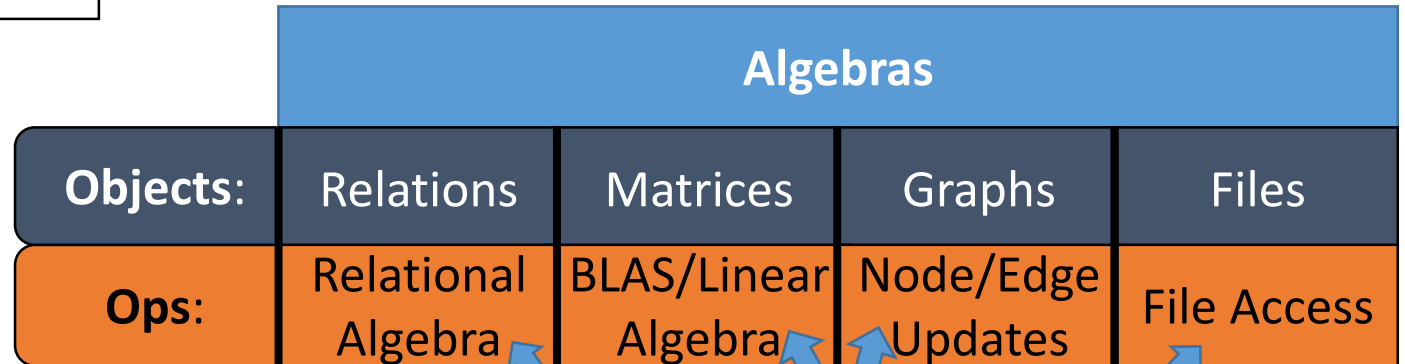 Algebras
Objects: Relations Matrices Graphs Files
Ops: Relational Algebra BLAS/Linear Algebra Node/Edge Updates File Access